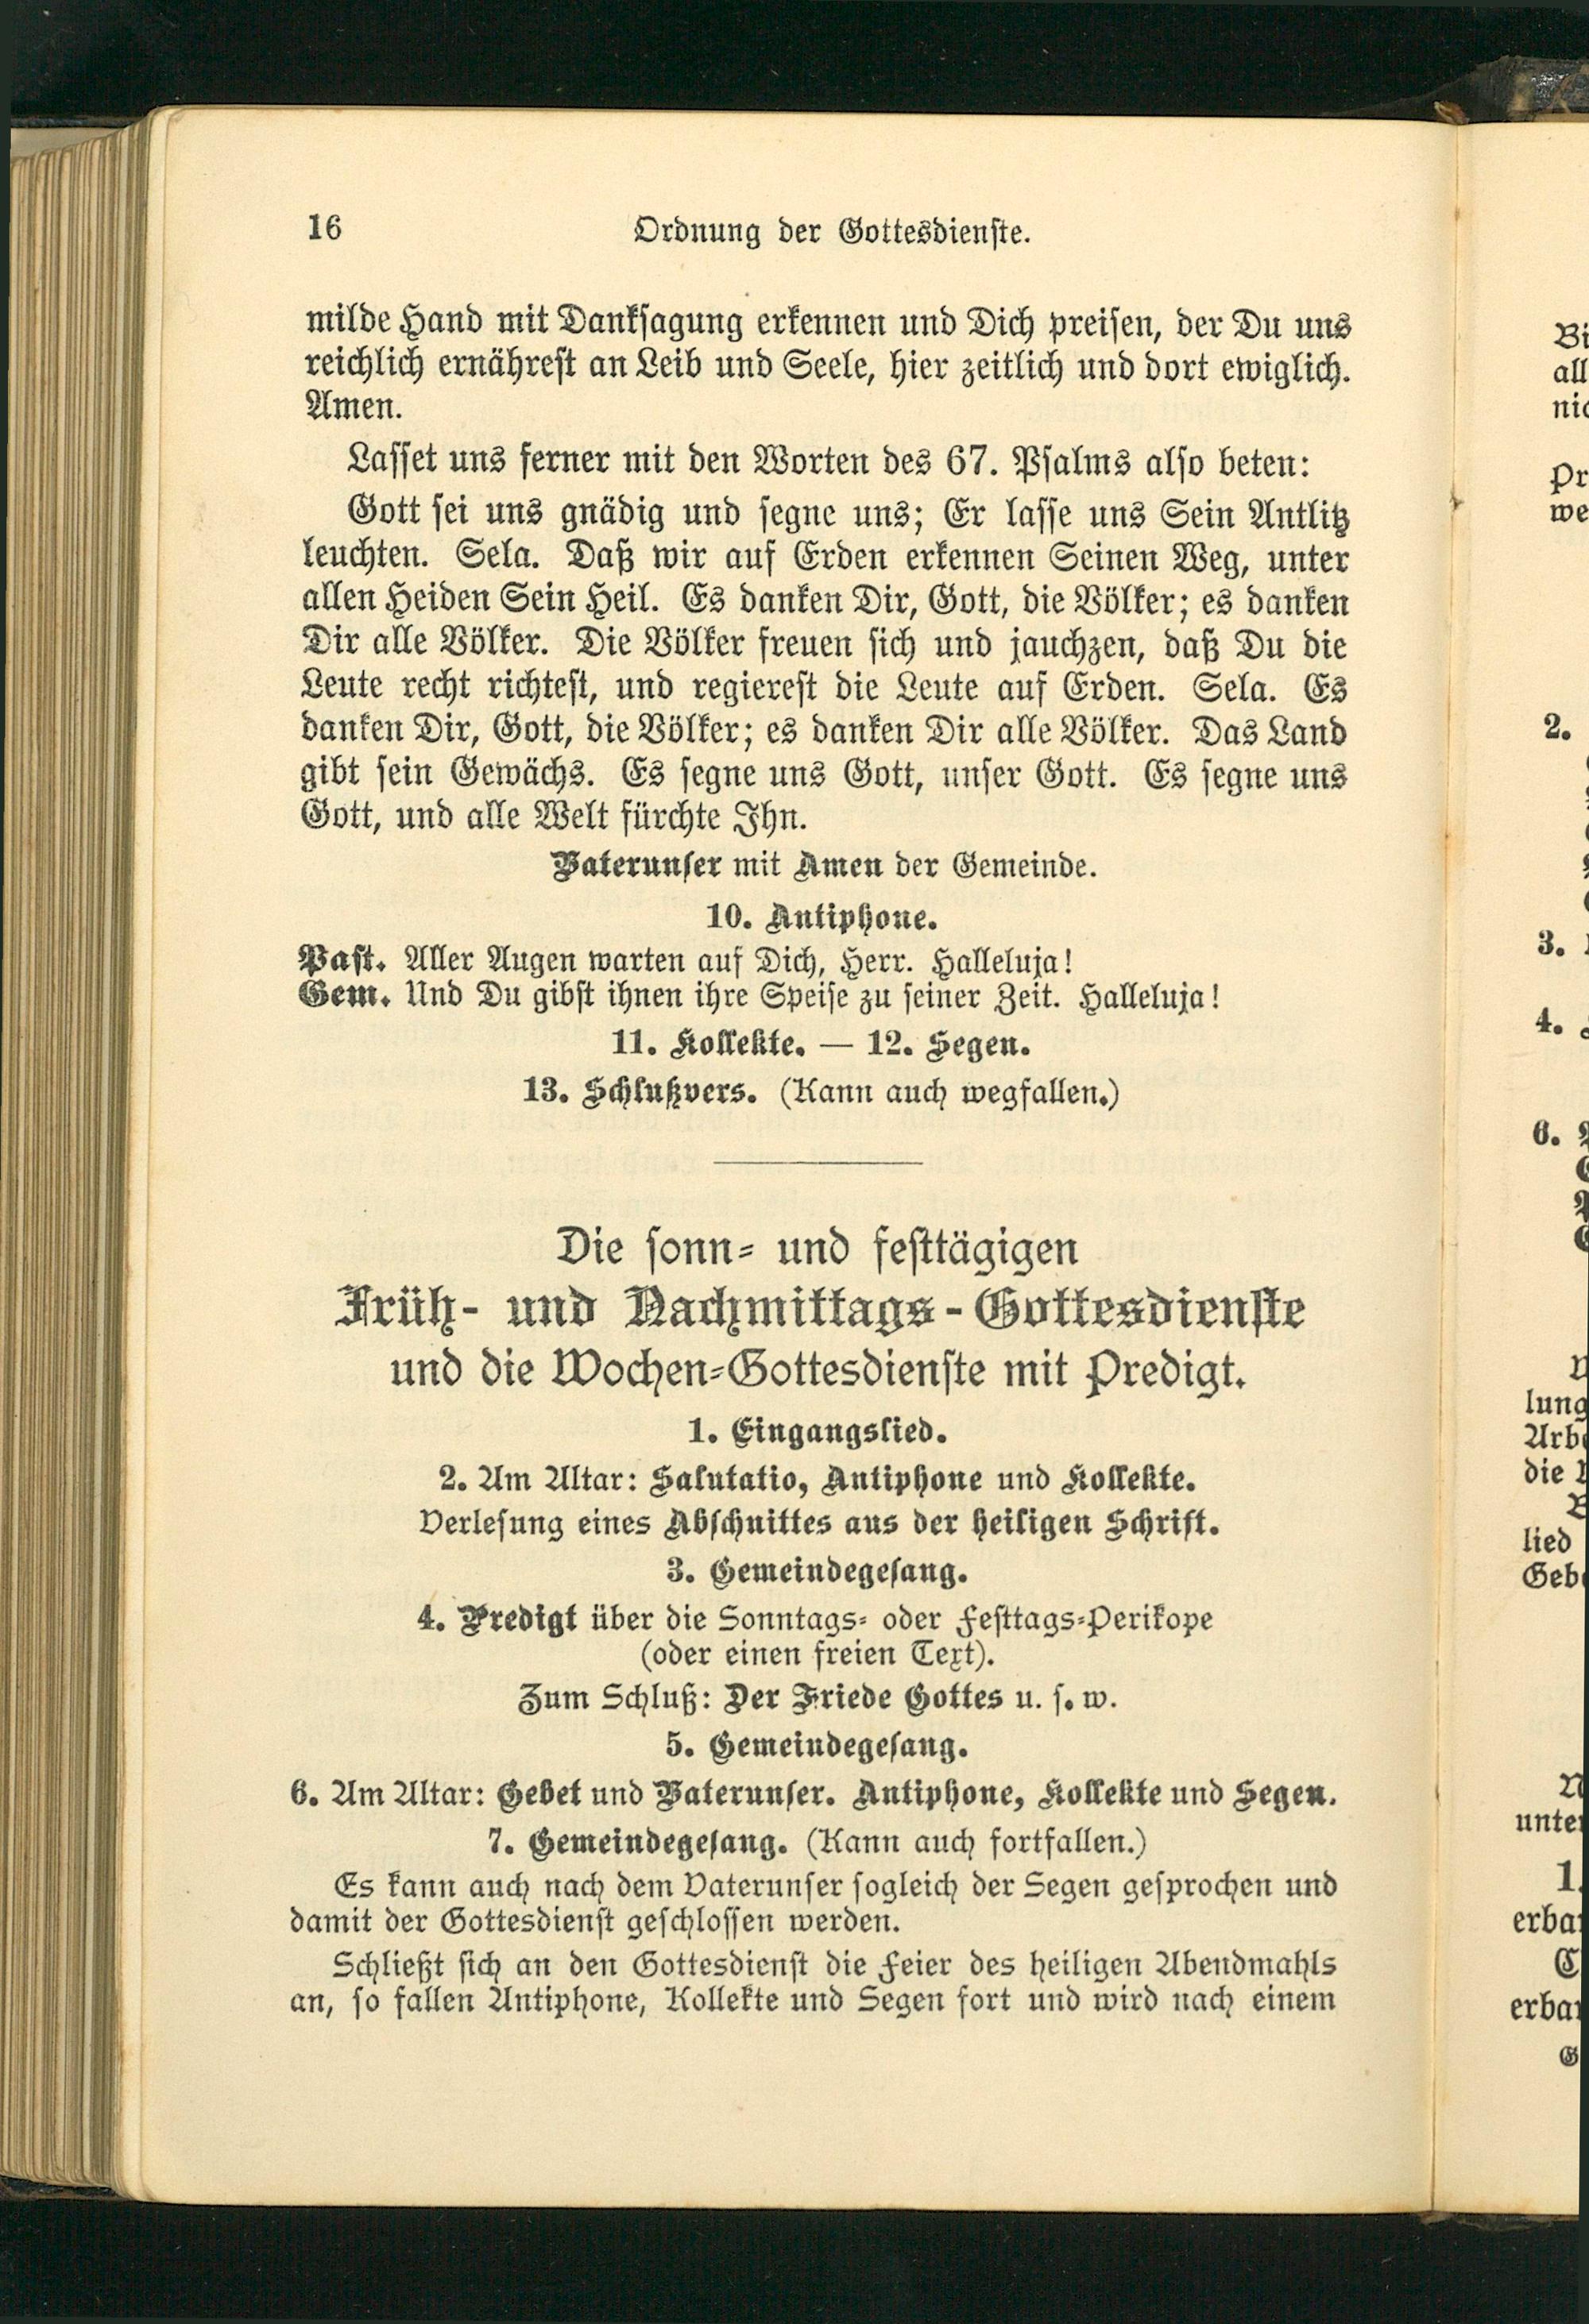 16
Ordnung der Gottesdienste.
milde Hand mit Danksagung erkennen und Dich preisen, der Du uns
reichlich ernährest an Leib und Seele, hier zeitlich und dort ewiglich.
Amen.
Lasset uns ferner mit den Worten des 67. Psalms also beten:
Gott sei uns gnädig und segne uns; Er lasse uns Sein Antlitz
leuchten. Sela. Daß wir auf Erden erkennen Seinen Weg, unter
allen Heiden Sein Heil. Es danken Dir, Gott, die Völker; es danken
Dir alle Völker. Die Völker freuen sich und jauchzen, daß Du die
Leute recht richtest, und regierest die Leute auf Erden. Sela. Es
danken Dir, Gott, die Völker; es danken Dir alle Völker. Das Land
gibt sein Gewächs. Es segne uns Gott, unser Gott. Es segne uns
Gott, und alle Welt fürchte Ihn.
Vaterunser mit Amen der Gemeinde.
10. Antiphone.
Past. Aller Augen warten auf Dich, Herr. Halleluja!
Gem. Und Du gibst ihnen ihre Speise zu seiner Zeit. Halleluja!
11. Kollekte. — 12. Segen.
13. Schlußvers. (Kann auch wegfallen.)
Die sonn- und festtägigen
Früh- und Nachmittags-Gottesdienste
und die Wochen-Gottesdienste mit Predigt.
1. Eingangslied.
2. Am Altar: Salutatio, Antiphone und Kollekte.
Verlesung eines Abschnittes aus der heiligen Schrift.
3. Gemeindegesang.
4. Predigt über die Sonntags- oder Festtags-Perikope
(oder einen freien Text).
Zum Schluß: Der Friede Gottes u. s. w.
5. Gemeindegesang.
6. Am Altar: Gebet und Vaterunser. Antiphone, Kollekte und Segen.
7. Gemeindegesang. (Kann auch fortfallen.)
Es kann auch nach dem Vaterunser sogleich der Segen gesprochen und
damit der Gottesdienst geschlossen werden.
Schließt sich an den Gottesdienst die Feier des heiligen Abendmahls
an, so fallen Antiphone, Kollekte und Segen fort und wird nach einem
2.
3.
4.
6.
lied